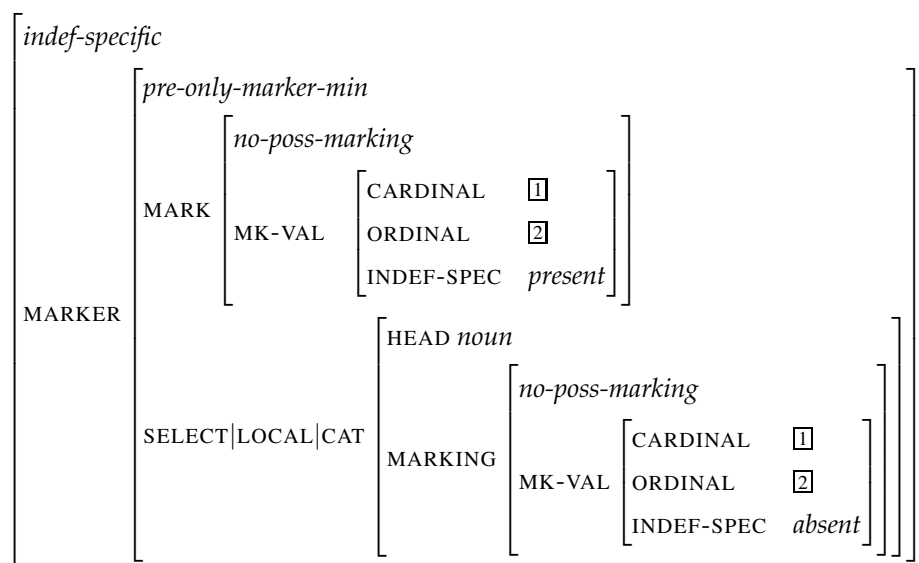 indef-specific
pre-only-marker-min
no-poss-marking
CARDINAL 1
MARK MK-VAL ORDINAL 2
INDEF-SPEC present
MARKER
HEAD noun
no-poss-marking
SELECT|LOCAL|CAT
CARDINAL 1
MARKING MK-VAL ORDINAL 2
INDEF-SPEC absent